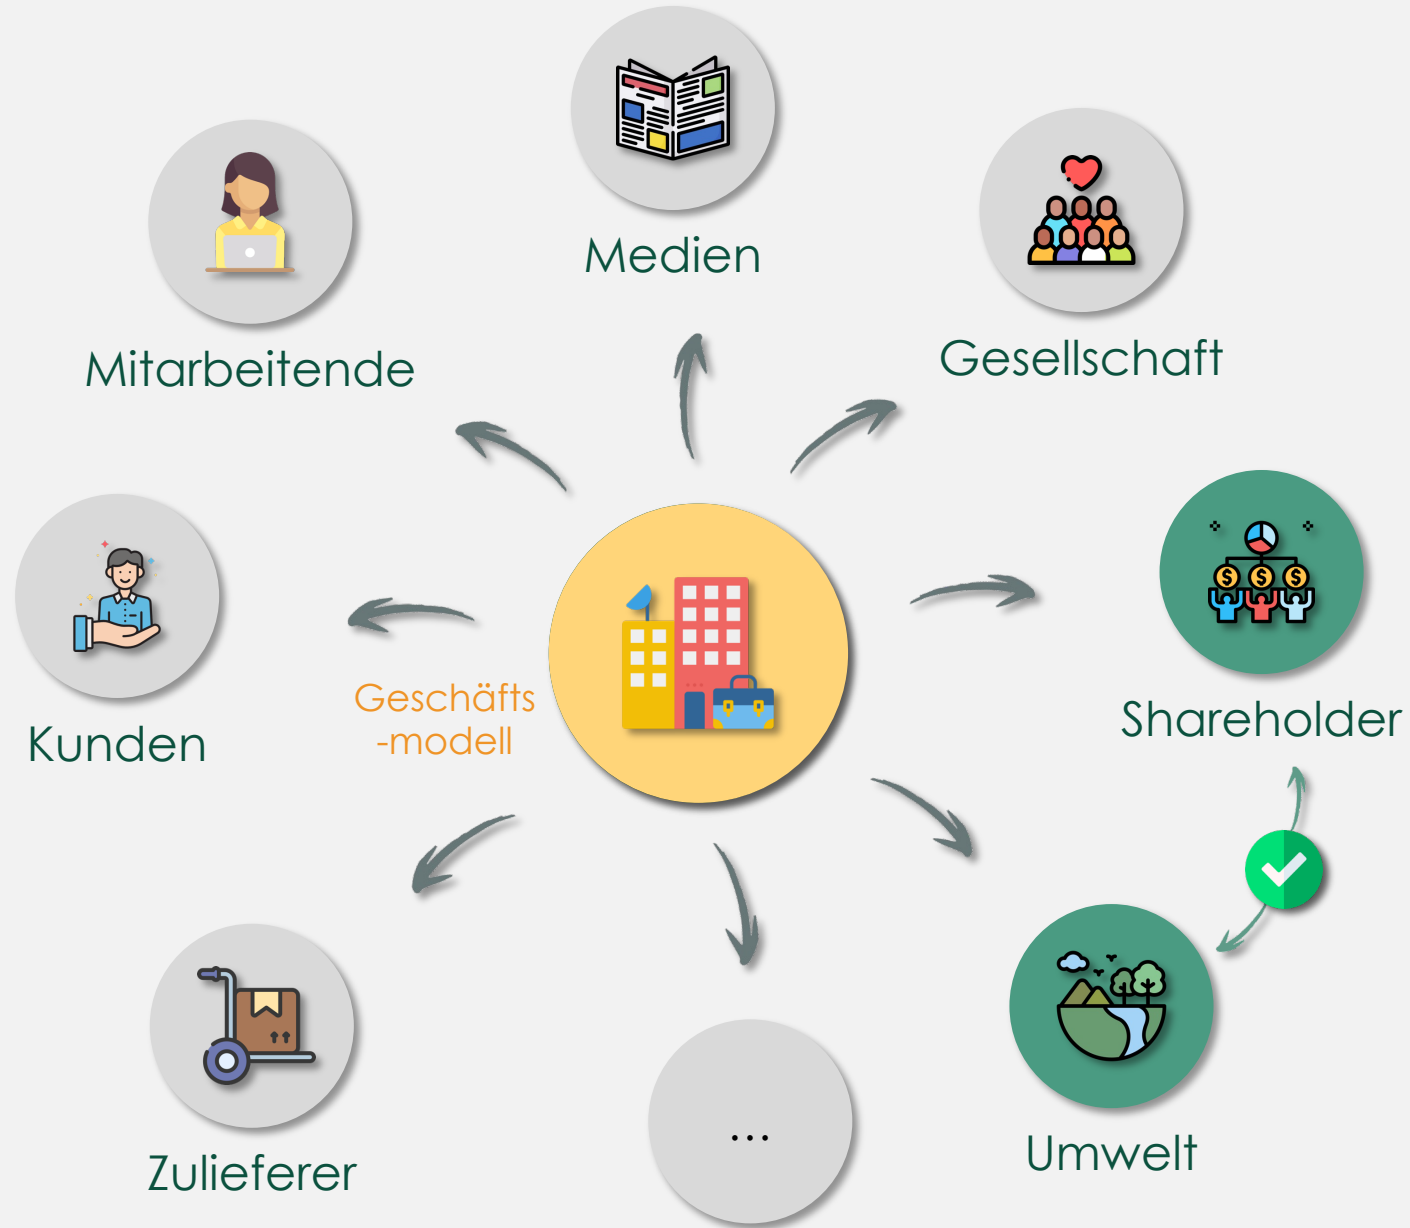 Medien
Gesellschaft
Mitarbeitende
Shareholder
Geschäfts
-modell
Kunden
Umwelt
Zulieferer
...